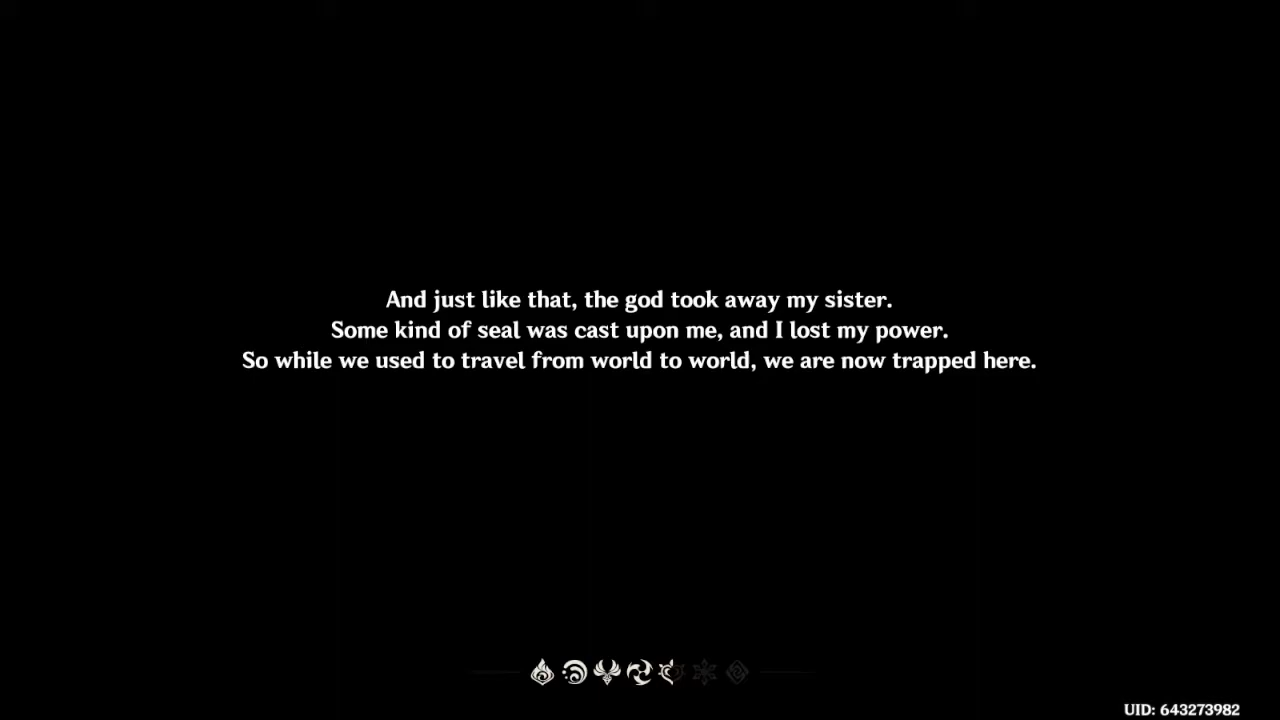 And just like that, the god took away my sister.
Some kind of seal was cast upon me, and I lost my power.
So while we used to travel from world to world, we are now trapped here.
UID: 643273982